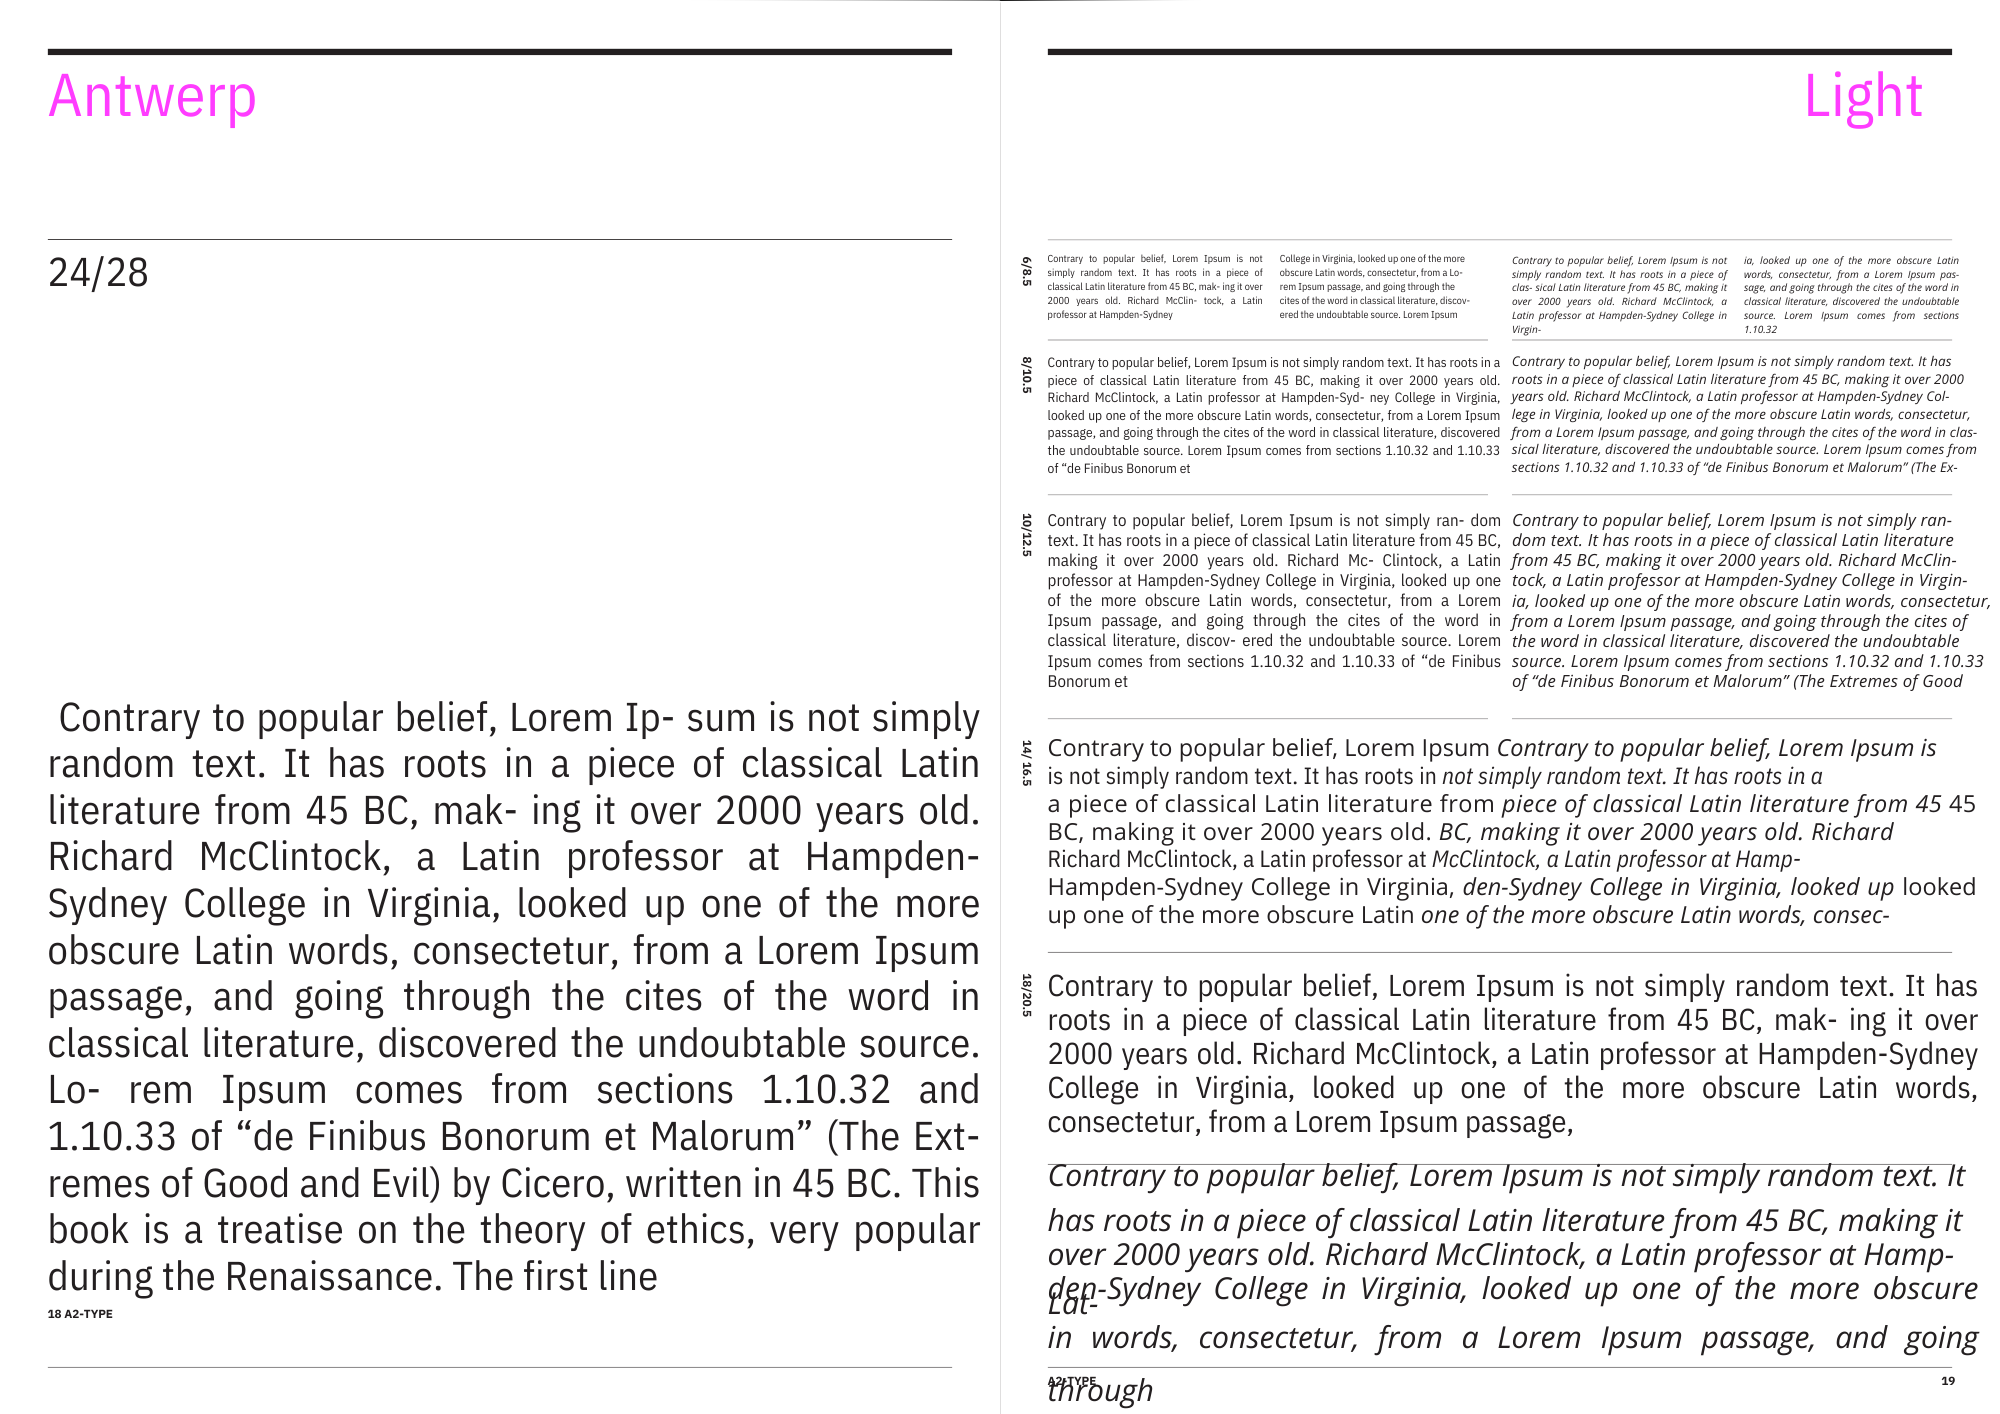 Antwerp
24/28
Contrary to popular belief, Lorem Ip- sum is not simply
random text. It has roots in a piece of classical Latin
literature from 45 BC, mak- ing it over 2000 years old.
Richard McClintock, a Latin professor at Hampden-
Sydney College in Virginia, looked up one of the more
obscure Latin words, consectetur, from a Lorem Ipsum
passage, and going through the cites of the word in
classical literature, discovered the undoubtable source.
Lo- rem Ipsum comes from sections 1.10.32 and
1.10.33 of “de Finibus Bonorum et Malorum” (The Ext-
remes of Good and Evil) by Cicero, written in 45 BC. This
book is a treatise on the theory of ethics, very popular
during the Renaissance. The first line
18 A2-TYPE
Light
6/8.5
Contrary to popular belief, Lorem Ipsum is not
simply random text. It has roots in a piece of
classical Latin literature from 45 BC, mak- ing it over
2000 years old. Richard McClin- tock, a Latin
professor at Hampden-Sydney
College in Virginia, looked up one of the more
obscure Latin words, consectetur, from a Lo-
rem Ipsum passage, and going through the
cites of the word in classical literature, discov-
ered the undoubtable source. Lorem Ipsum
Contrary to popular belief, Lorem Ipsum is not
simply random text. It has roots in a piece of
clas- sical Latin literature from 45 BC, making it
over 2000 years old. Richard McClintock, a
Latin professor at Hampden-Sydney College in
Virgin-
ia, looked up one of the more obscure Latin
words, consectetur, from a Lorem Ipsum pas-
sage, and going through the cites of the word in
classical literature, discovered the undoubtable
source. Lorem Ipsum comes from sections
1.10.32
8/10.5
Contrary to popular belief, Lorem Ipsum is not simply random text. It has roots in a
piece of classical Latin literature from 45 BC, making it over 2000 years old.
Richard McClintock, a Latin professor at Hampden-Syd- ney College in Virginia,
looked up one of the more obscure Latin words, consectetur, from a Lorem Ipsum
passage, and going through the cites of the word in classical literature, discovered
the undoubtable source. Lorem Ipsum comes from sections 1.10.32 and 1.10.33
of “de Finibus Bonorum et
Contrary to popular belief, Lorem Ipsum is not simply random text. It has
roots in a piece of classical Latin literature from 45 BC, making it over 2000
years old. Richard McClintock, a Latin professor at Hampden-Sydney Col-
lege in Virginia, looked up one of the more obscure Latin words, consectetur,
from a Lorem Ipsum passage, and going through the cites of the word in clas-
sical literature, discovered the undoubtable source. Lorem Ipsum comes from
sections 1.10.32 and 1.10.33 of “de Finibus Bonorum et Malorum” (The Ex-
10/12.5
Contrary to popular belief, Lorem Ipsum is not simply ran- dom
text. It has roots in a piece of classical Latin literature from 45 BC,
making it over 2000 years old. Richard Mc- Clintock, a Latin
professor at Hampden-Sydney College in Virginia, looked up one
of the more obscure Latin words, consectetur, from a Lorem
Ipsum passage, and going through the cites of the word in
classical literature, discov- ered the undoubtable source. Lorem
Ipsum comes from sections 1.10.32 and 1.10.33 of “de Finibus
Bonorum et
Contrary to popular belief, Lorem Ipsum is not simply ran-
dom text. It has roots in a piece of classical Latin literature
from 45 BC, making it over 2000 years old. Richard McClin-
tock, a Latin professor at Hampden-Sydney College in Virgin-
ia, looked up one of the more obscure Latin words, consectetur,
from a Lorem Ipsum passage, and going through the cites of
the word in classical literature, discovered the undoubtable
source. Lorem Ipsum comes from sections 1.10.32 and 1.10.33
of “de Finibus Bonorum et Malorum” (The Extremes of Good
14/ 16.5
Contrary to popular belief, Lorem Ipsum Contrary to popular belief, Lorem Ipsum is
is not simply random text. It has roots in not simply random text. It has roots in a
a piece of classical Latin literature from piece of classical Latin literature from 45 45
BC, making it over 2000 years old. BC, making it over 2000 years old. Richard
Richard McClintock, a Latin professor at McClintock, a Latin professor at Hamp-
Hampden-Sydney College in Virginia, den-Sydney College in Virginia, looked up looked
up one of the more obscure Latin one of the more obscure Latin words, consec-
18/20.5
Contrary to popular belief, Lorem Ipsum is not simply random text. It has
roots in a piece of classical Latin literature from 45 BC, mak- ing it over
2000 years old. Richard McClintock, a Latin professor at Hampden-Sydney
College in Virginia, looked up one of the more obscure Latin words,
consectetur, from a Lorem Ipsum passage,
Contrary to popular belief, Lorem Ipsum is not simply random text. It
has roots in a piece of classical Latin literature from 45 BC, making it
over 2000 years old. Richard McClintock, a Latin professor at Hamp-
den-Sydney College in Virginia, looked up one of the more obscure
Lat-
in words, consectetur, from a Lorem Ipsum passage, and going
through
A2-TYPE
19